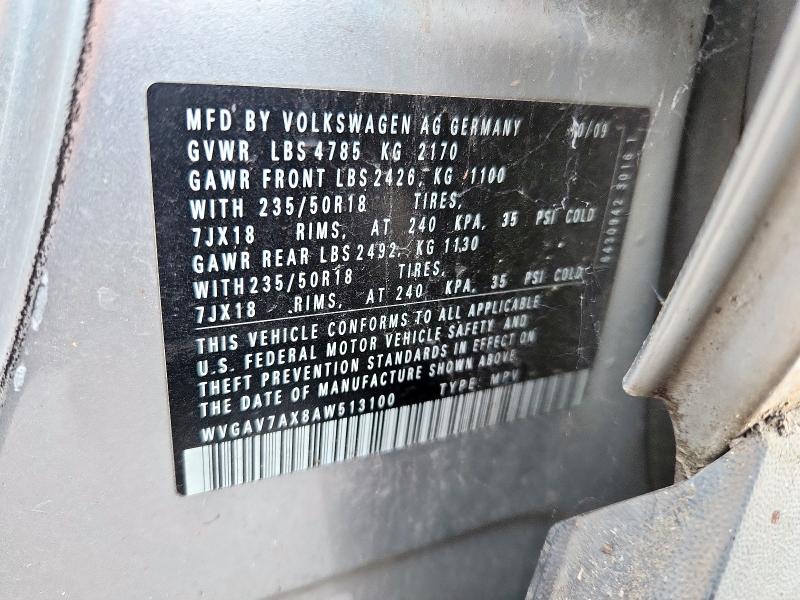 MFD BY VOLKSWAGEN AG GERMANY 10/09
GVWR LBS 4785 KG 2170
GAWR FRONT LBS 2426, KG 1100
WITH 235/50R18 TIRES,
7JX18 RIMS, AT 240 KPA, 35 PSI COLD
GAWR REAR LBS 2492, KG 1130
WITH 235/50R18 TIRES,
7JX18 RIMS, AT 240 KPA, 35 PSI COLD
THIS VEHICLE CONFORMS TO ALL APPLICABLE
U.S. FEDERAL MOTOR VEHICLE SAFETY AND
THEFT PREVENTION STANDARDS IN EFFECT ON
THE DATE OF MANUFACTURE SHOWN ABOVE
WVGAV7AX8AW513100 TYPE: MPV